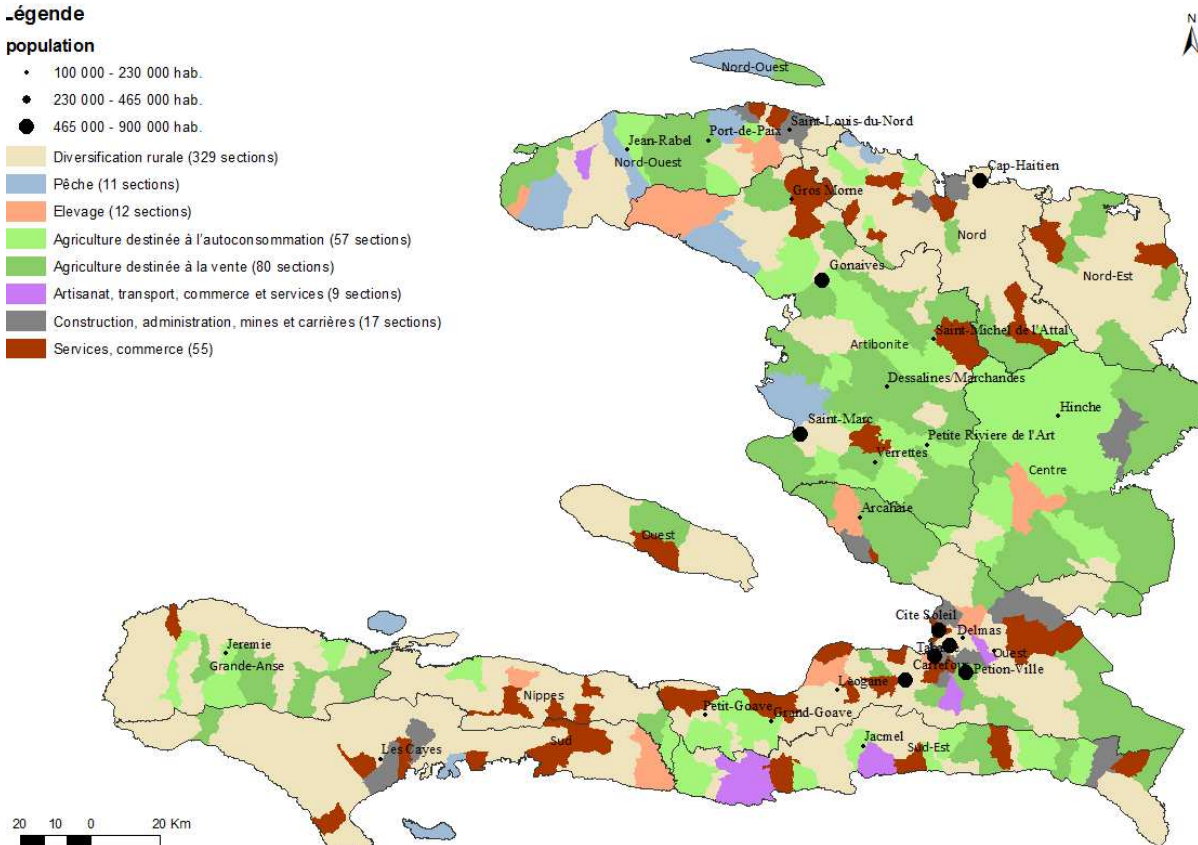 Légende
population
100 000 - 230 000 hab.
230 000 - 465 000 hab.
465 000 - 900 000 hab.
Diversification rurale (329 sections)
Pêche (11 sections)
Elevage (12 sections)
Agriculture destinée à l'autoconsommation (57 sections)
Agriculture destinée à la vente (80 sections)
Artisanat, transport, commerce et services (9 sections)
Construction, administration, mines et carrières (17 sections)
Services, commerce (55)
N
Nord-Ouest
Saint-Louis-du-Nord
Port-de-Paix
Jean-Rabel
Nord-Ouest
Cap-Haitien
Gros Morne
Nord
Nord-Est
Gonaives
Saint-Michel de l'Attal
Artibonite
Dessalines/Marchandes
Hinche
Saint-Marc
Petite Riviere de l'Art
Verrettes
Centre
Arcahaie
Ouest
Cite Soleil
Delmas
Ouest
Carrefour
Petion-Ville
Jeremie
Grande-Anse
Nippes
Leogane
Petit-Goave
Grand-Goave
Les Cayes
Sud
Jacmel
Sud-Est
20 10 0 20 Km